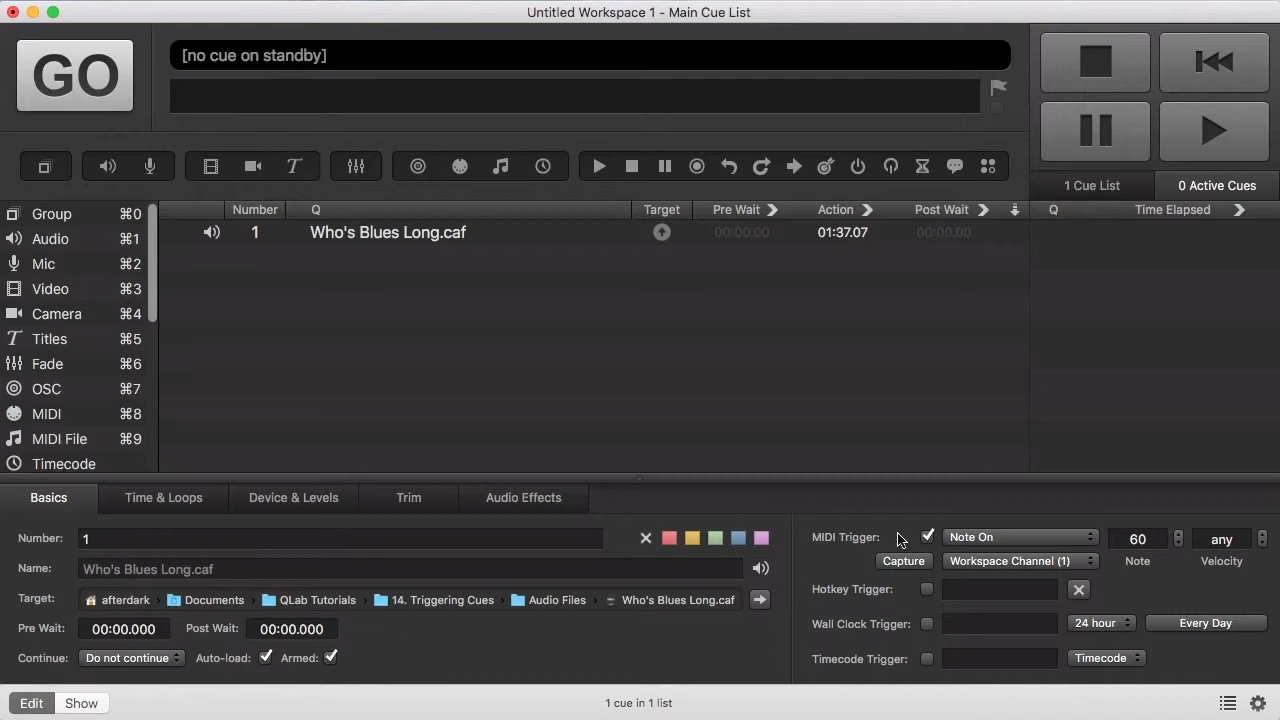 Untitled Workspace 1 - Main Cue List
GO
[no cue on standby]
1 Cue List
0 Active Cues
Number Q Target Pre Wait Action Post Wait Q Time Elapsed
1 Who's Blues Long.caf 00:00.00 01:37.07 00:00.00
Group ⌘0
Audio ⌘1
Mic ⌘2
Video ⌘3
Camera ⌘4
Titles ⌘5
Fade ⌘6
OSC ⌘7
MIDI ⌘8
MIDI File ⌘9
Timecode
Basics Time & Loops Device & Levels Trim Audio Effects
Number: 1
Name: Who's Blues Long.caf
Target: afterdark Documents QLab Tutorials 14. Triggering Cues Audio Files Who's Blues Long.caf
Pre Wait: 00:00.000 Post Wait: 00:00.000
Continue: Do not continue Auto-load: Armed:
MIDI Trigger: Note On 60 any
Capture Workspace Channel (1) Note Velocity
Hotkey Trigger:
Wall Clock Trigger: 24 hour Every Day
Timecode Trigger: Timecode
Edit Show 1 cue in 1 list